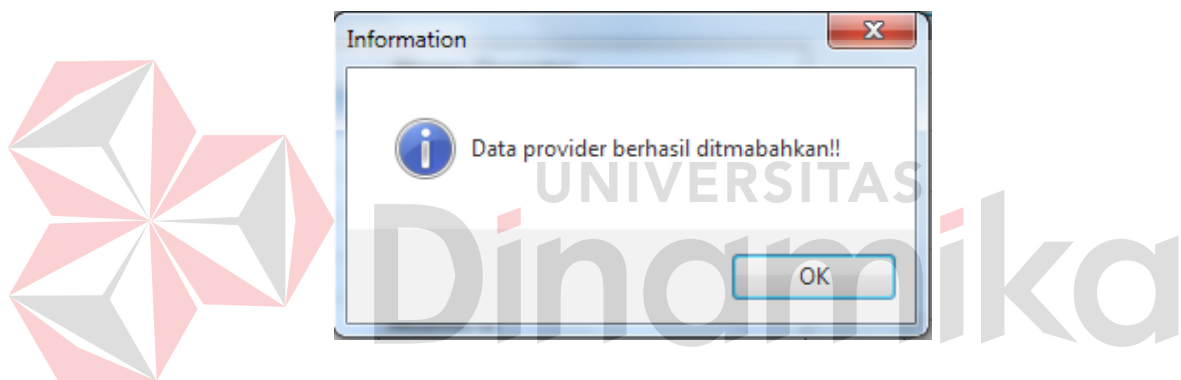 Information
Data provider berhasil ditmabahkan!!
UNIVERSITAS
Dinamika
OK